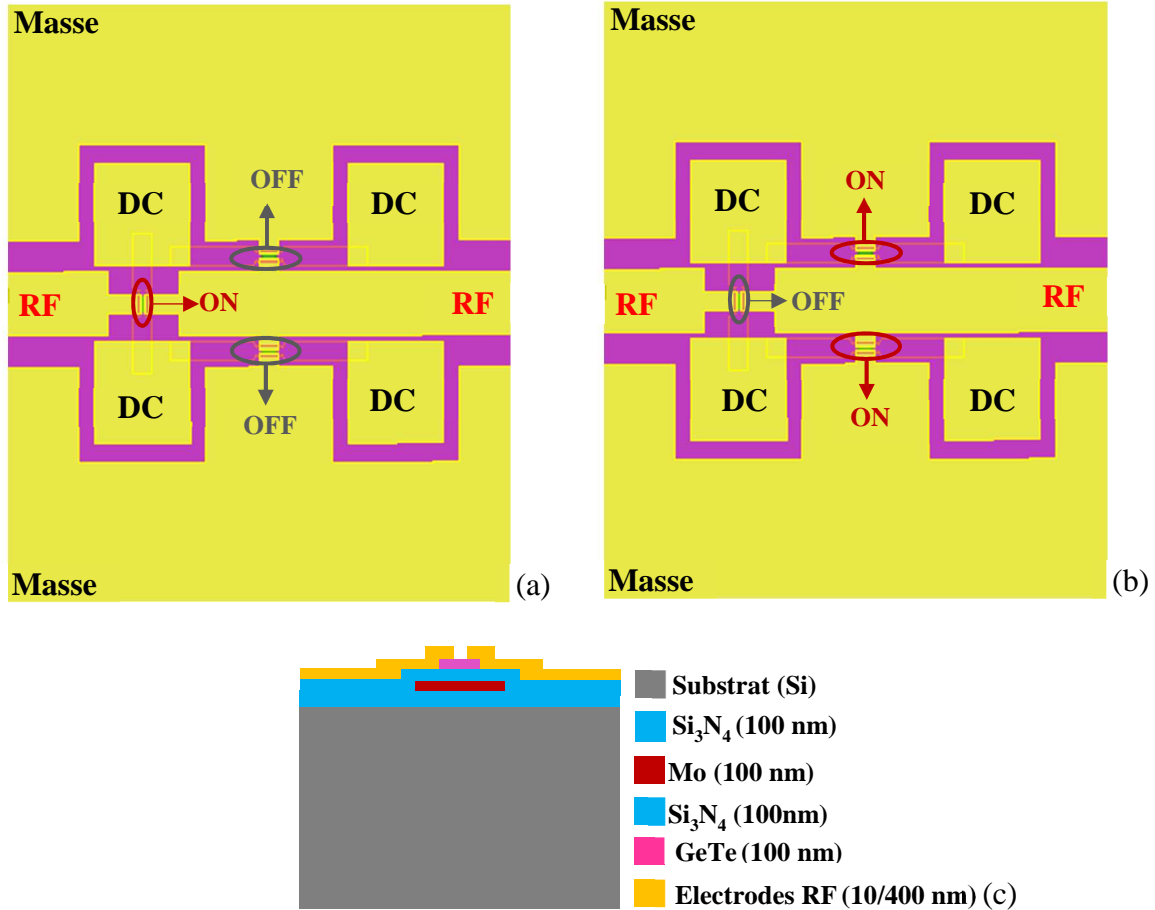 Masse
DC
OFF
DC
RF
ON
RF
DC
OFF
DC
Masse
(a)
Masse
DC
ON
DC
RF
OFF
RF
DC
ON
DC
Masse
(b)
Substrat (Si)
Si₃N₄ (100 nm)
Mo (100 nm)
Si₃N₄ (100nm)
GeTe (100 nm)
Electrodes RF (10/400 nm) (c)